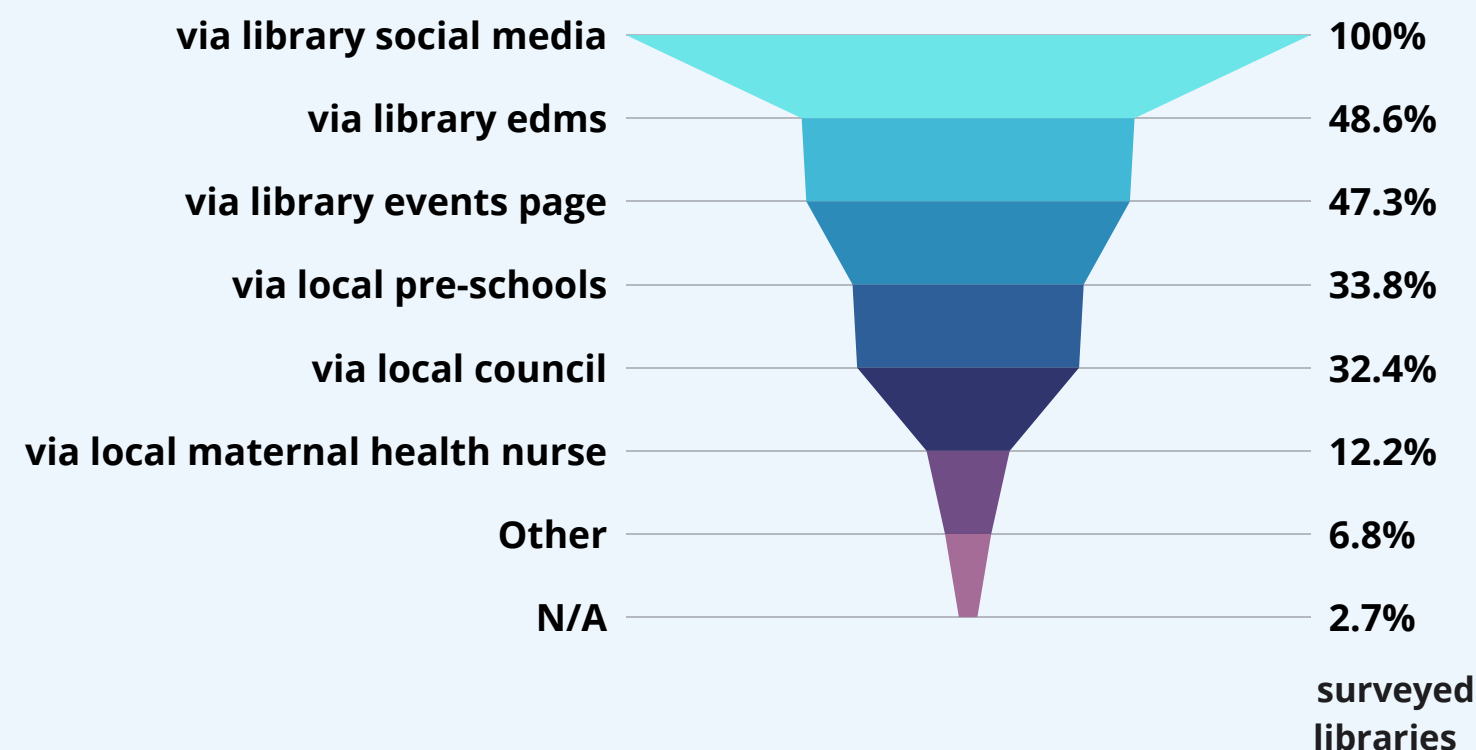 via library social media 100%
via library edms 48.6%
via library events page 47.3%
via local pre-schools 33.8%
via local council 32.4%
via local maternal health nurse 12.2%
Other 6.8%
N/A 2.7%
surveyed
libraries